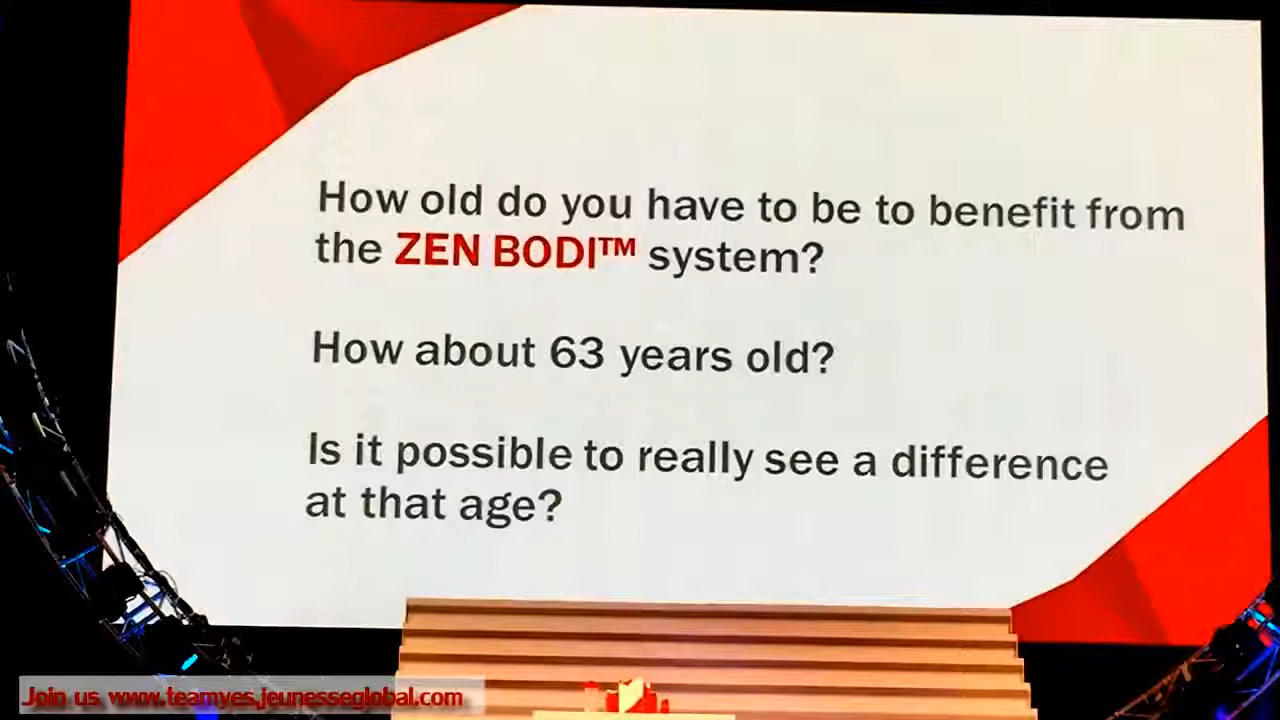 How old do you have to be to benefit from
the ZEN BODI™ system?
How about 63 years old?
Is it possible to really see a difference
at that age?
Join us www.teamyes.jeunesseglobal.com